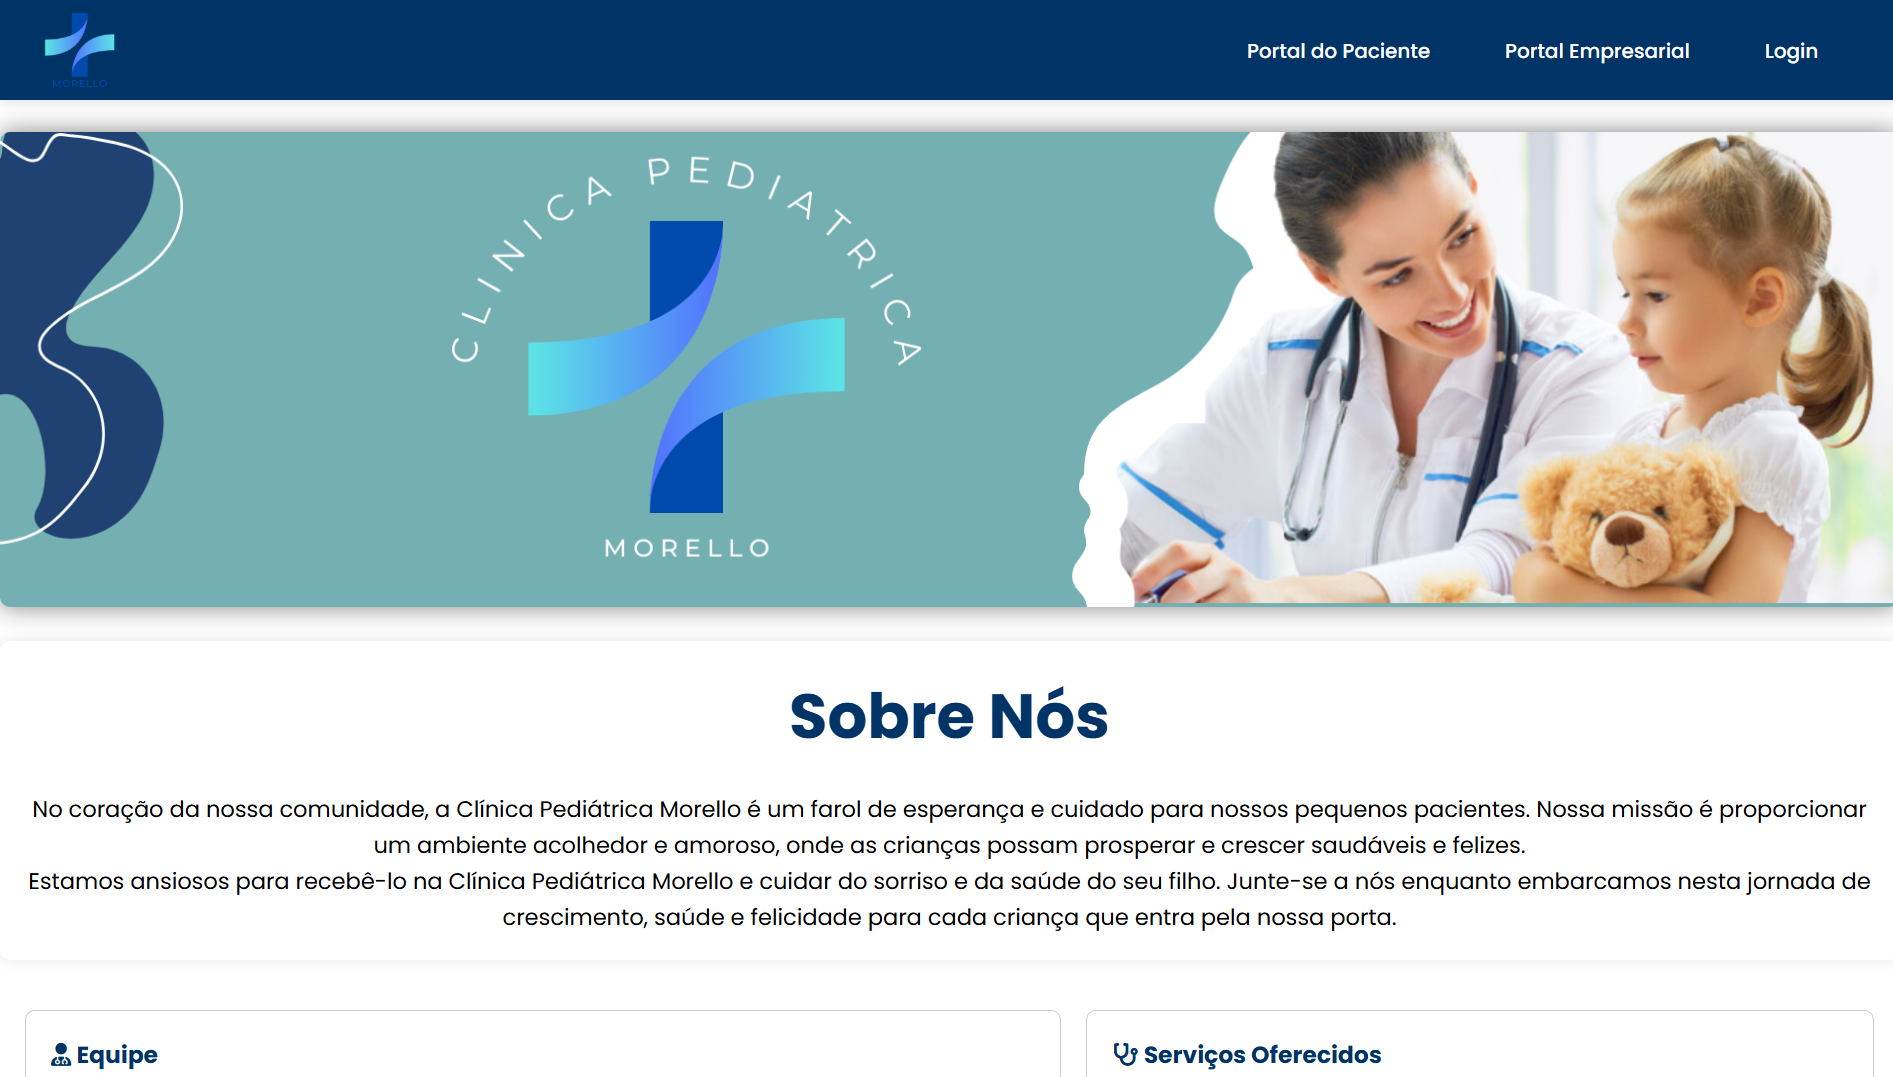 MORELLO
Portal do Paciente
Portal Empresarial
Login
CLINICA PEDIATRICA
MORELLO
Sobre Nós
No coração da nossa comunidade, a Clínica Pediátrica Morello é um farol de esperança e cuidado para nossos pequenos pacientes. Nossa missão é proporcionar
um ambiente acolhedor e amoroso, onde as crianças possam prosperar e crescer saudáveis e felizes.
Estamos ansiosos para recebê-lo na Clínica Pediátrica Morello e cuidar do sorriso e da saúde do seu filho. Junte-se a nós enquanto embarcamos nesta jornada de
crescimento, saúde e felicidade para cada criança que entra pela nossa porta.
Equipe
Serviços Oferecidos